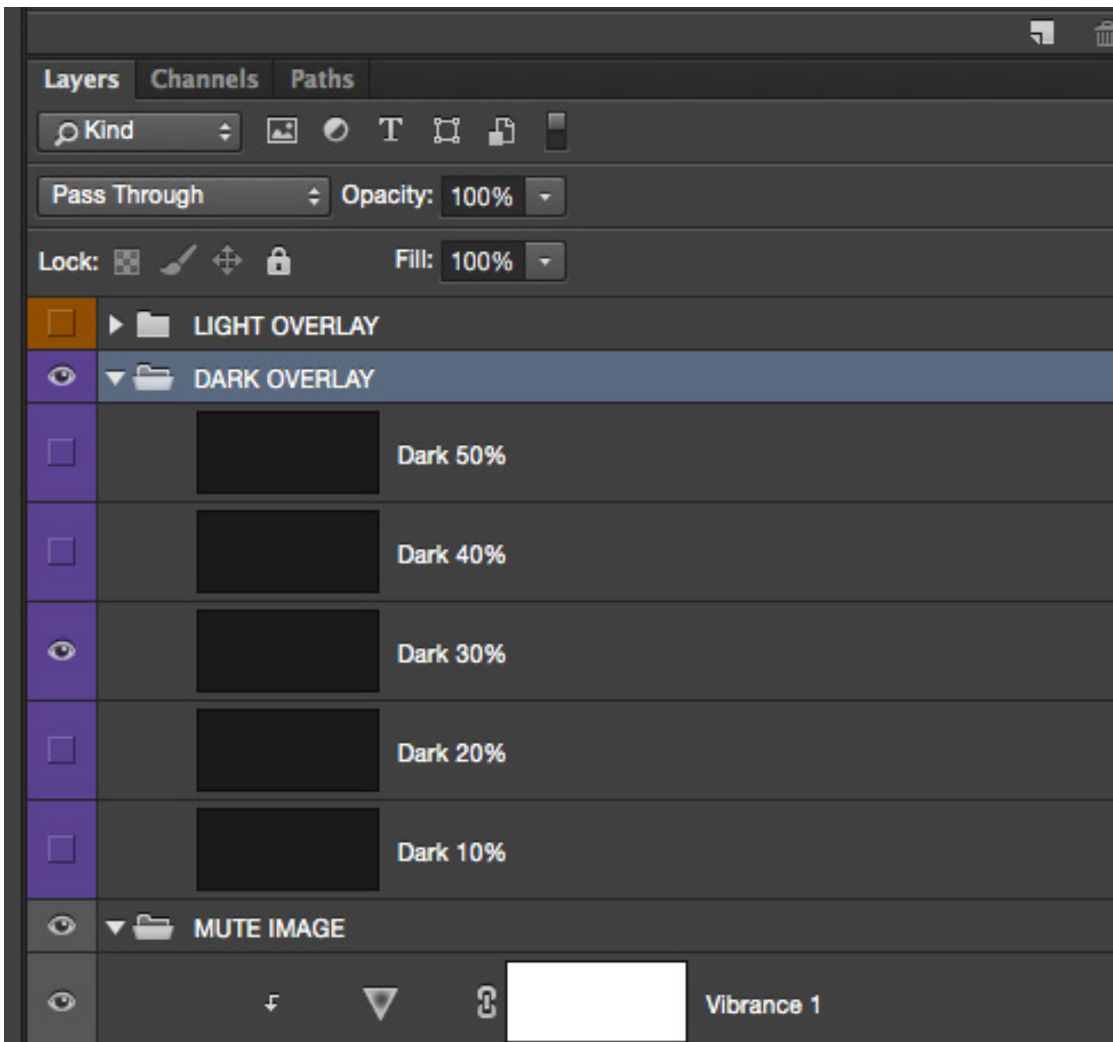 Layers Channels Paths
Kind T
Pass Through Opacity: 100%
Lock: Fill: 100%
LIGHT OVERLAY
DARK OVERLAY
Dark 50%
Dark 40%
Dark 30%
Dark 20%
Dark 10%
MUTE IMAGE
Vibrance 1